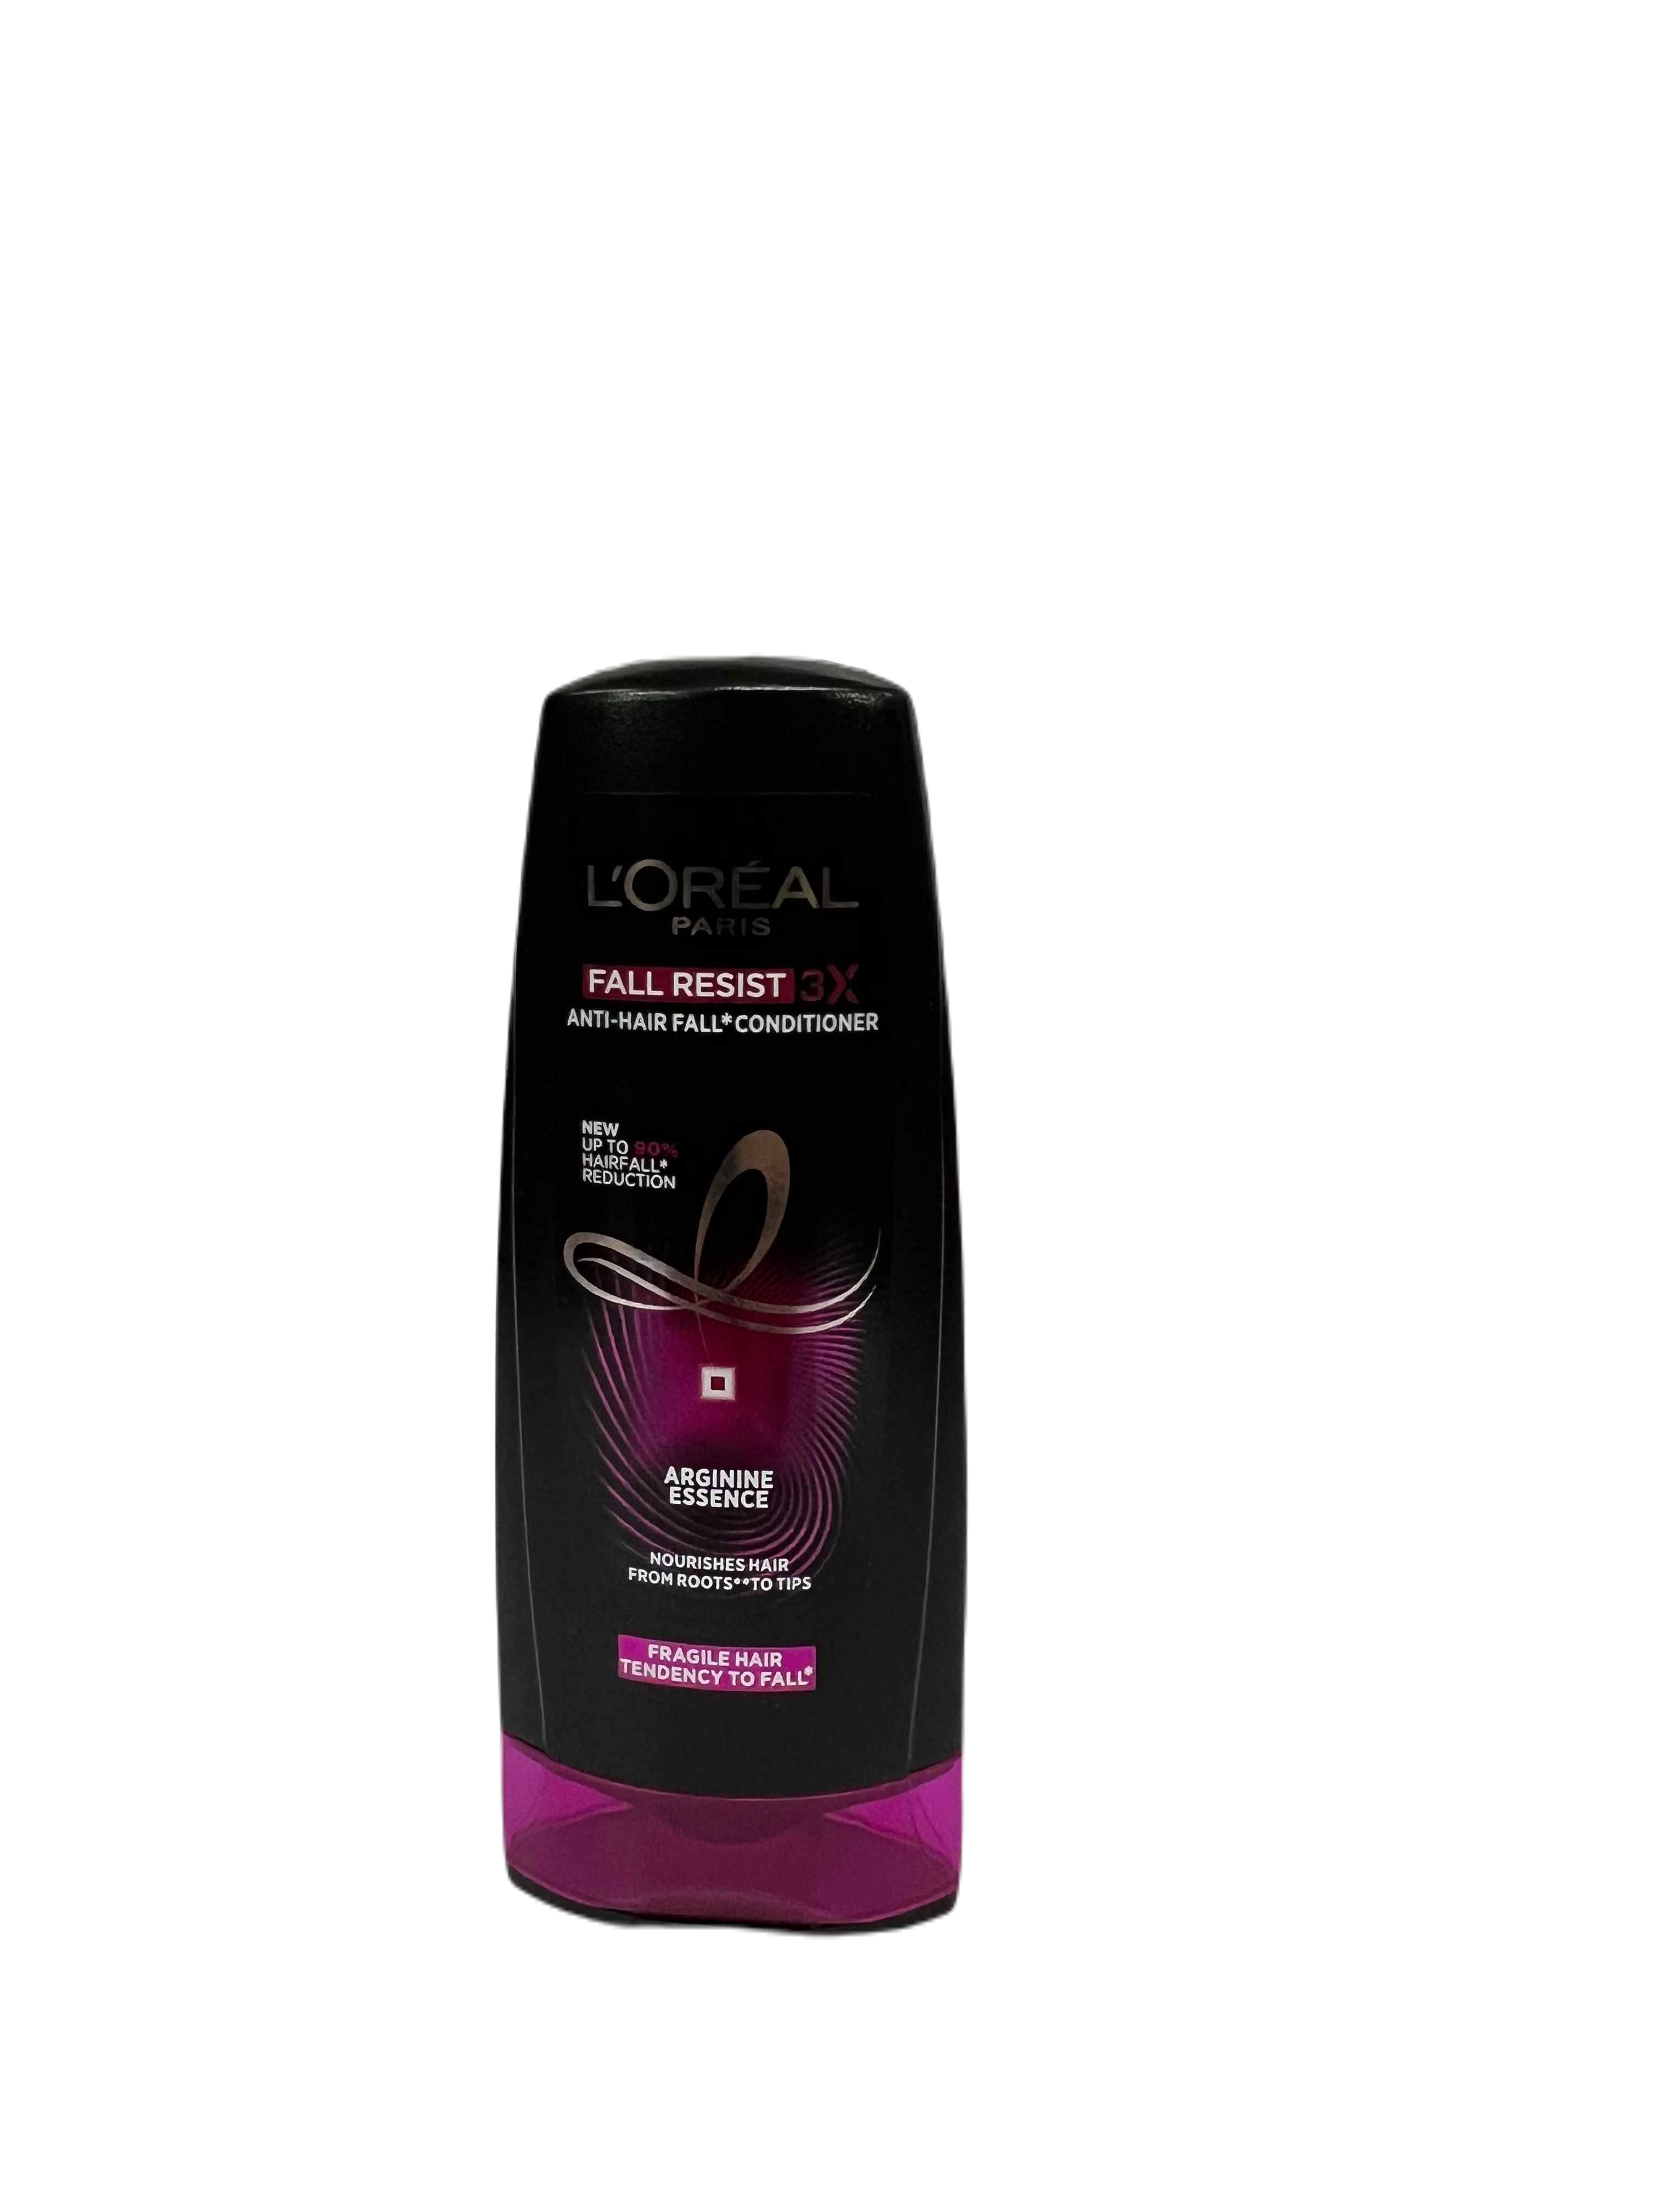 L'ORÉAL
PARIS
FALL RESIST 3X
ANTI-HAIR FALL* CONDITIONER
NEW
UP TO 90%
HAIRFALL*
REDUCTION
ARGININE
ESSENCE
NOURISHES HAIR
FROM ROOTS**TO TIPS
FRAGILE HAIR
TENDENCY TO FALL*